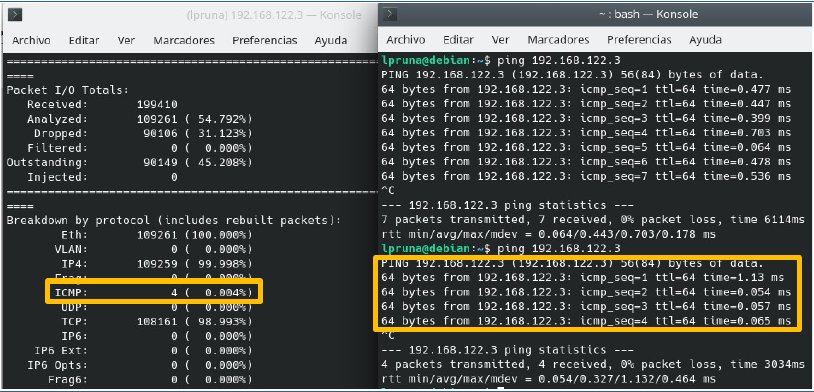 (lpruna) 192.168.122.3 — Konsole
Archivo Editar Ver Marcadores Preferencias Ayuda
===============================================================================
====
Packet I/O Totals:
Received: 199410
Analyzed: 109261 ( 54.792%)
Dropped: 90106 ( 31.123%)
Filtered: 0 ( 0.000%)
Outstanding: 90149 ( 45.208%)
Injected: 0
===============================================================================
====
Breakdown by protocol (includes rebuilt packets):
Eth: 109261 (100.000%)
VLAN: 0 ( 0.000%)
IP4: 109259 ( 99.998%)
Frag: 0 ( 0.000%)
ICMP: 4 ( 0.004%)
UDP: 0 ( 0.000%)
TCP: 108161 ( 98.993%)
IP6: 0 ( 0.000%)
IP6 Ext: 0 ( 0.000%)
IP6 Opts: 0 ( 0.000%)
Frag6: 0 ( 0.000%)
~ : bash — Konsole
Archivo Editar Ver Marcadores Preferencias Ayuda
lpruna@debian:~$ ping 192.168.122.3
PING 192.168.122.3 (192.168.122.3) 56(84) bytes of data.
64 bytes from 192.168.122.3: icmp_seq=1 ttl=64 time=0.477 ms
64 bytes from 192.168.122.3: icmp_seq=2 ttl=64 time=0.447 ms
64 bytes from 192.168.122.3: icmp_seq=3 ttl=64 time=0.399 ms
64 bytes from 192.168.122.3: icmp_seq=4 ttl=64 time=0.703 ms
64 bytes from 192.168.122.3: icmp_seq=5 ttl=64 time=0.064 ms
64 bytes from 192.168.122.3: icmp_seq=6 ttl=64 time=0.478 ms
64 bytes from 192.168.122.3: icmp_seq=7 ttl=64 time=0.536 ms
^C
--- 192.168.122.3 ping statistics ---
7 packets transmitted, 7 received, 0% packet loss, time 6114ms
rtt min/avg/max/mdev = 0.064/0.443/0.703/0.178 ms
lpruna@debian:~$ ping 192.168.122.3
PING 192.168.122.3 (192.168.122.3) 56(84) bytes of data.
64 bytes from 192.168.122.3: icmp_seq=1 ttl=64 time=1.13 ms
64 bytes from 192.168.122.3: icmp_seq=2 ttl=64 time=0.054 ms
64 bytes from 192.168.122.3: icmp_seq=3 ttl=64 time=0.057 ms
64 bytes from 192.168.122.3: icmp_seq=4 ttl=64 time=0.065 ms
^C
--- 192.168.122.3 ping statistics ---
4 packets transmitted, 4 received, 0% packet loss, time 3034ms
rtt min/avg/max/mdev = 0.054/0.327/1.132/0.464 ms